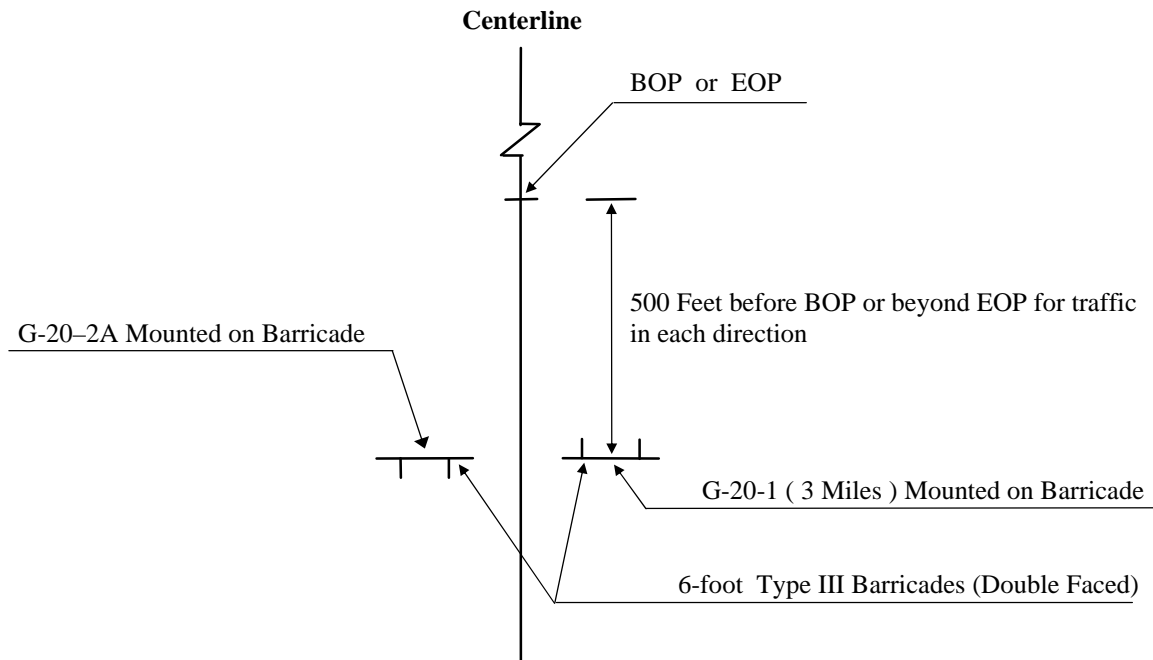 Centerline
BOP or EOP
500 Feet before BOP or beyond EOP for traffic
in each direction
G-20–2A Mounted on Barricade
G-20-1 ( 3 Miles ) Mounted on Barricade
6-foot Type III Barricades (Double Faced)